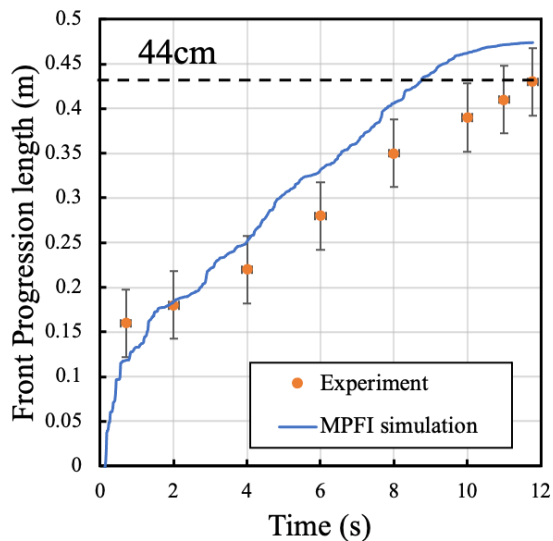 0.5
0.45
44cm
0.4
0.35
0.3
0.25
0.2
0.15
0.1
0.05
0
Front Progression length (m)
Experiment
MPFI simulation
0 2 4 6 8 10 12
Time (s)